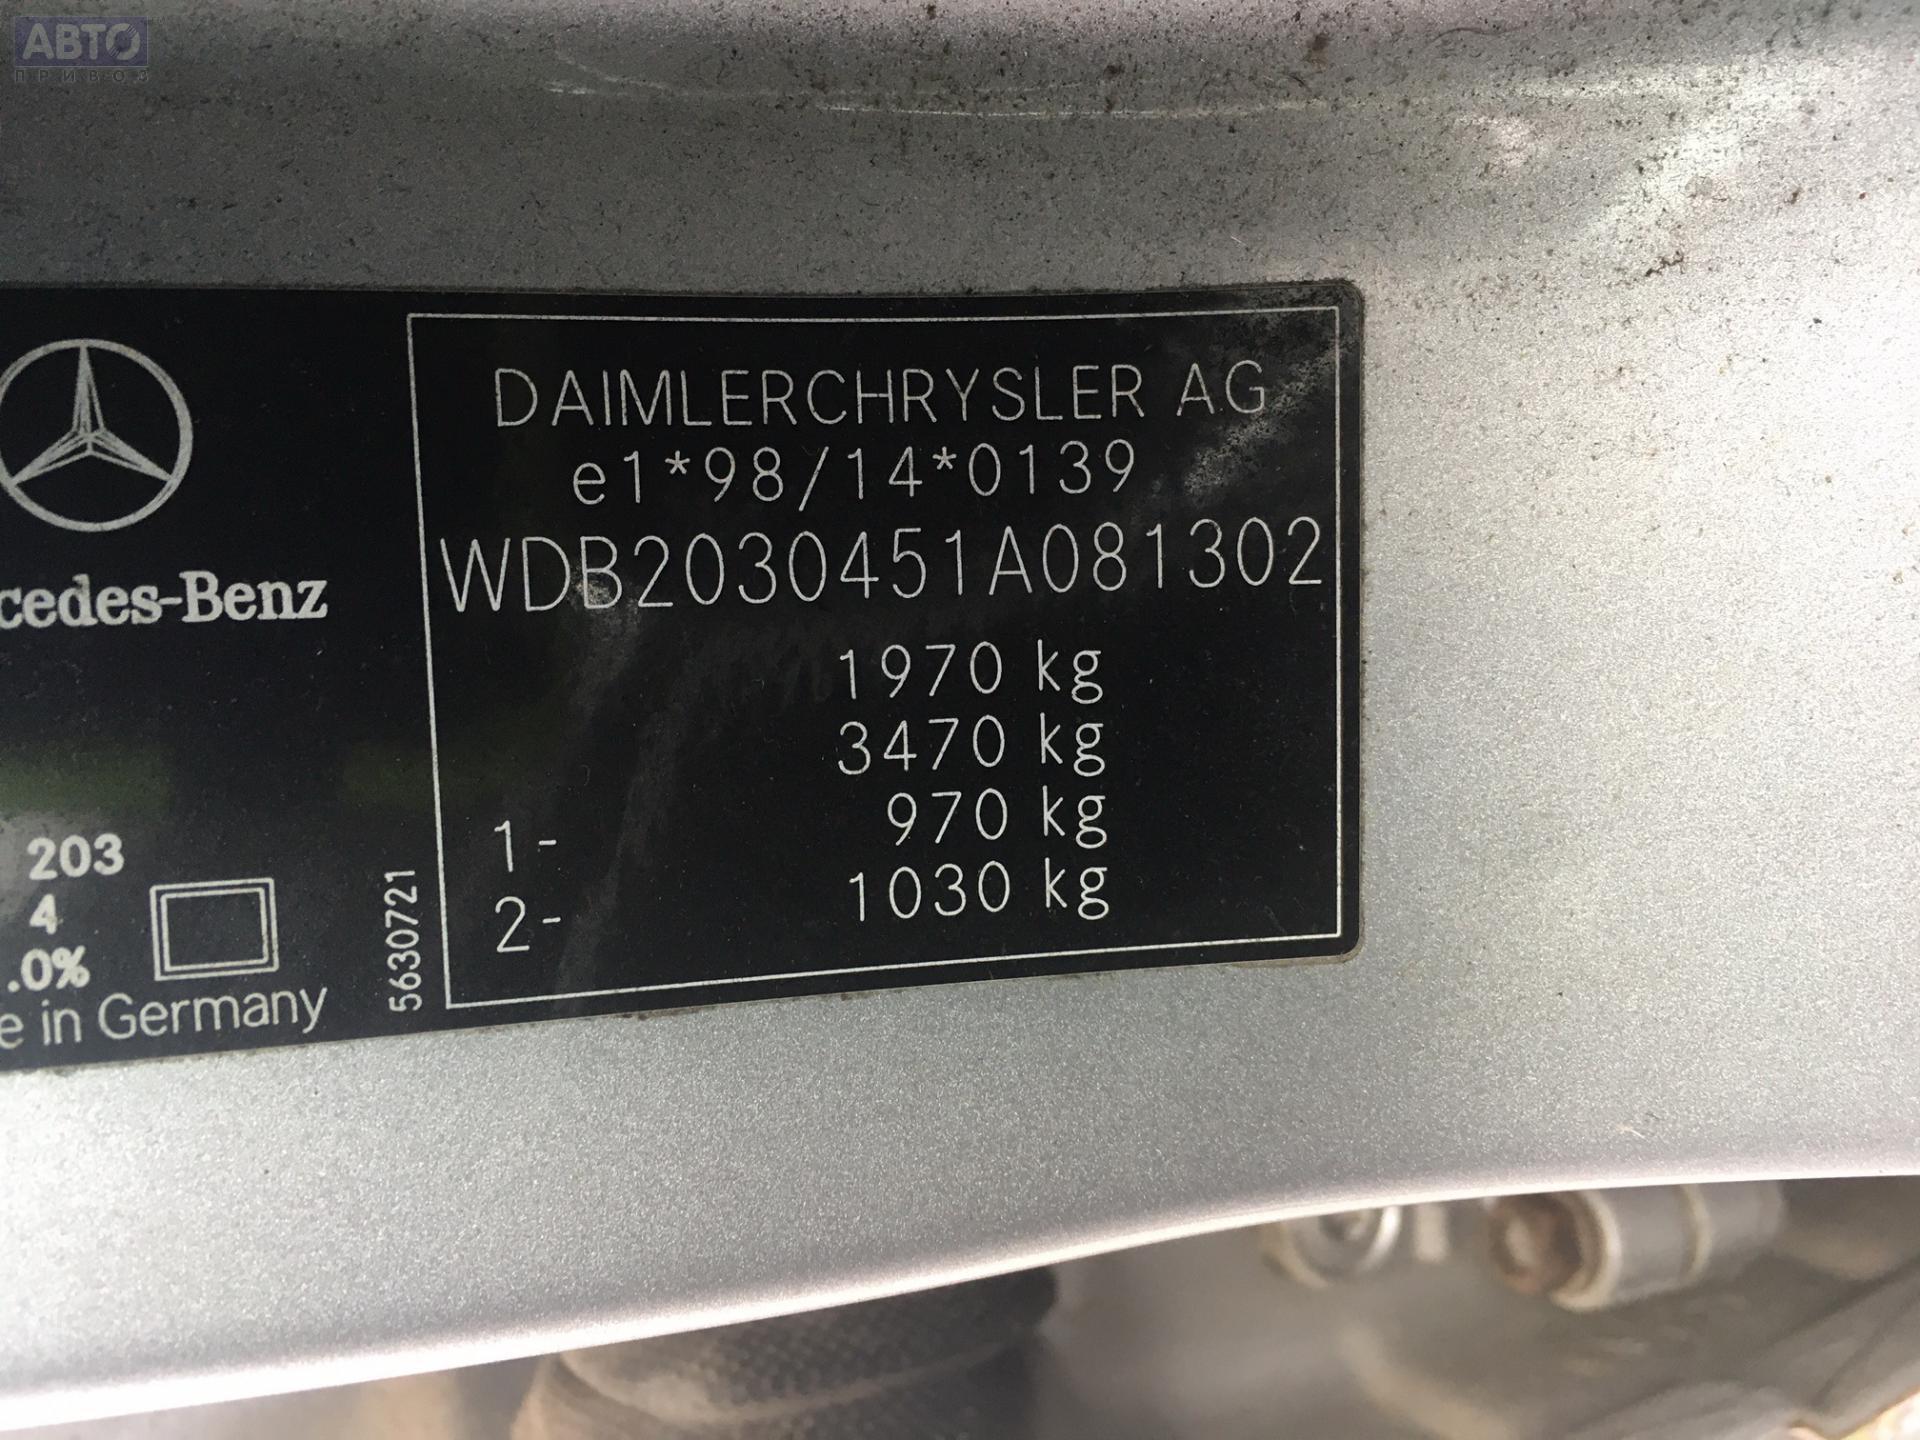 АВТО
ПРИВОЗ
cedes-Benz
203
4
.0%
e in Germany
5630721
DAIMLERCHRYSLER AG
e1*98/14*0139
WDB2030451A081302
1970 kg
3470 kg
1- 970 kg
2- 1030 kg